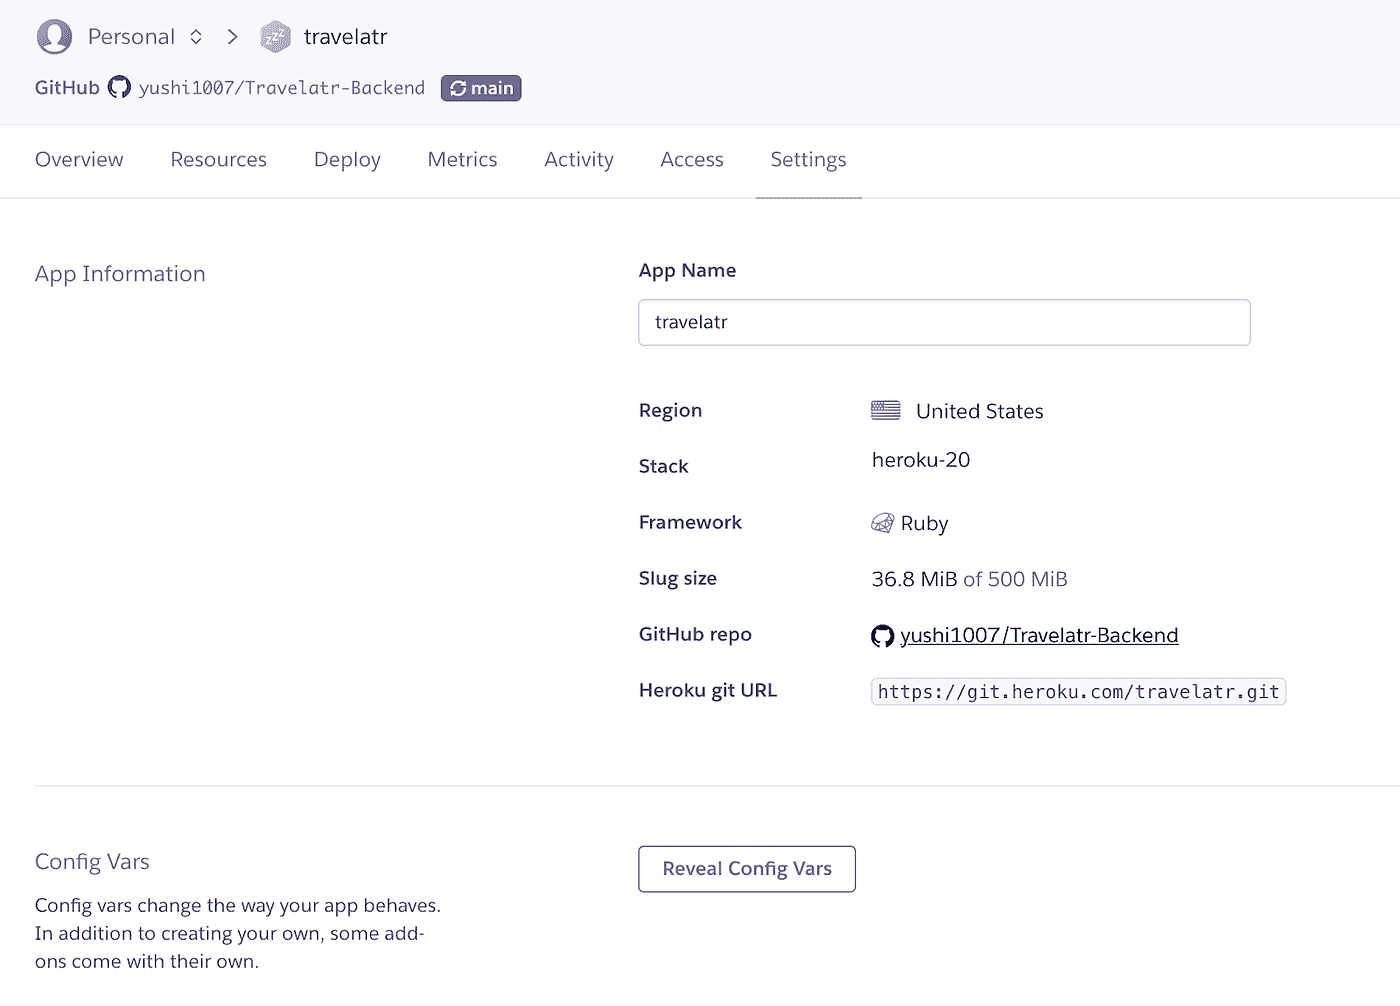 Personal > travelatr
GitHub yushi1007/Travelatr-Backend main
Overview Resources Deploy Metrics Activity Access Settings
App Information
App Name
travelatr
Region United States
Stack heroku-20
Framework Ruby
Slug size 36.8 MiB of 500 MiB
GitHub repo yushi1007/Travelatr-Backend
Heroku git URL https://git.heroku.com/travelatr.git
Config Vars
Reveal Config Vars
Config vars change the way your app behaves.
In addition to creating your own, some add-
ons come with their own.